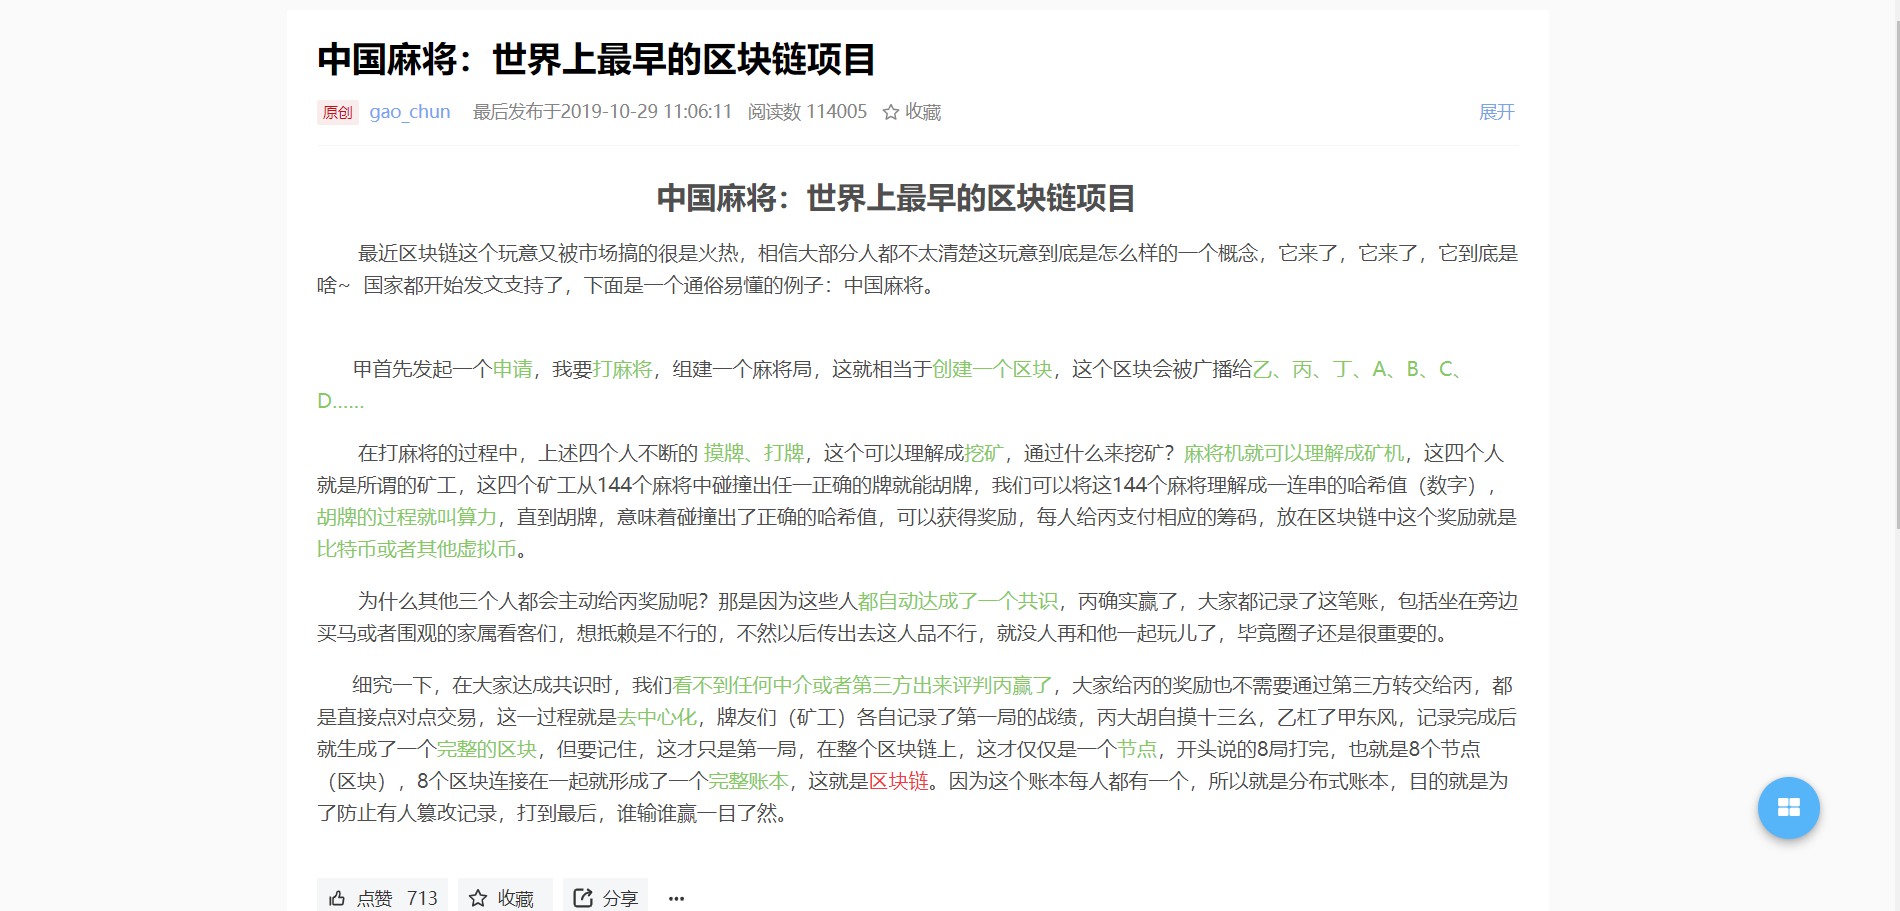 中国麻将：世界上最早的区块链项目
原创 gao_chun 最后发布于2019-10-29 11:06:11 阅读数 114005 收藏 展开
中国麻将：世界上最早的区块链项目
最近区块链这个玩意又被市场搞的很是火热，相信大部分人都不太清楚这玩意到底是怎么样的一个概念，它来了，它来了，它到底是
啥~ 国家都开始发文支持了，下面是一个通俗易懂的例子：中国麻将。
甲首先发起一个申请，我要打麻将，组建一个麻将局，这就相当于创建一个区块，这个区块会被广播给乙、丙、丁、A、B、C、
D……
在打麻将的过程中，上述四个人不断的 摸牌、打牌，这个可以理解成挖矿，通过什么来挖矿？麻将机就可以理解成矿机，这四个人
就是所谓的矿工，这四个矿工从144个麻将中碰撞出任一正确的牌就能胡牌，我们可以将这144个麻将理解成一连串的哈希值（数字），
胡牌的过程就叫算力，直到胡牌，意味着碰撞出了正确的哈希值，可以获得奖励，每人给丙支付相应的筹码，放在区块链中这个奖励就是
比特币或者其他虚拟币。
为什么其他三个人都会主动给丙奖励呢？那是因为这些人都自动达成了一个共识，丙确实赢了，大家都记录了这笔账，包括坐在旁边
买马或者围观的家属看客们，想抵赖是不行的，不然以后传出去这人品不行，就没人再和他一起玩儿了，毕竟圈子还是很重要的。
细究一下，在大家达成共识时，我们看不到任何中介或者第三方出来评判丙赢了，大家给丙的奖励也不需要通过第三方转交给丙，都
是直接点对点交易，这一过程就是去中心化，牌友们（矿工）各自记录了第一局的战绩，丙大胡自摸十三幺，乙杠了甲东风，记录完成后
就生成了一个完整的区块，但要记住，这才只是第一局，在整个区块链上，这才仅仅是一个节点，开头说的8局打完，也就是8个节点
（区块），8个区块连接在一起就形成了一个完整账本，这就是区块链。因为这个账本每人都有一个，所以就是分布式账本，目的就是为
了防止有人篡改记录，打到最后，谁输谁赢一目了然。
点赞 713 收藏 分享 ···